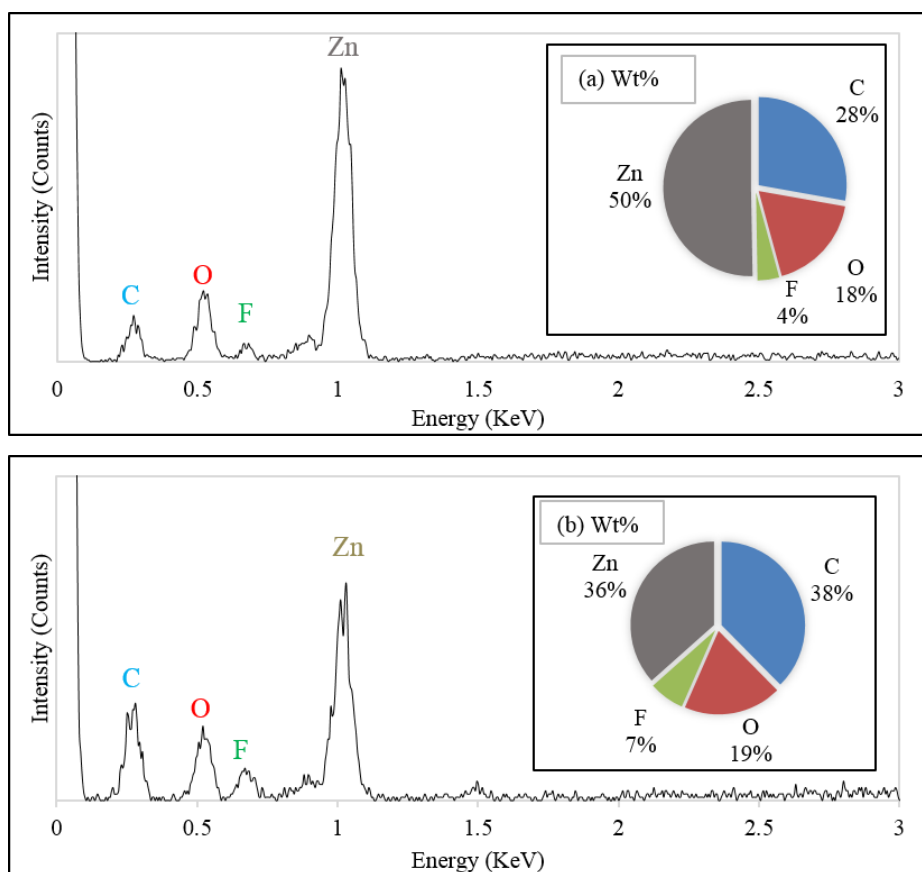 Zn
(a) Wt%
C
28%
Zn
50%
O
18%
F
4%
C
O
F
Intensity (Counts)
0 0.5 1 1.5 2 2.5 3
Energy (KeV)
(b) Wt%
Zn
36%
C
38%
F
7%
O
19%
Zn
C
O
F
Intensity (Counts)
0 0.5 1 1.5 2 2.5 3
Energy (KeV)